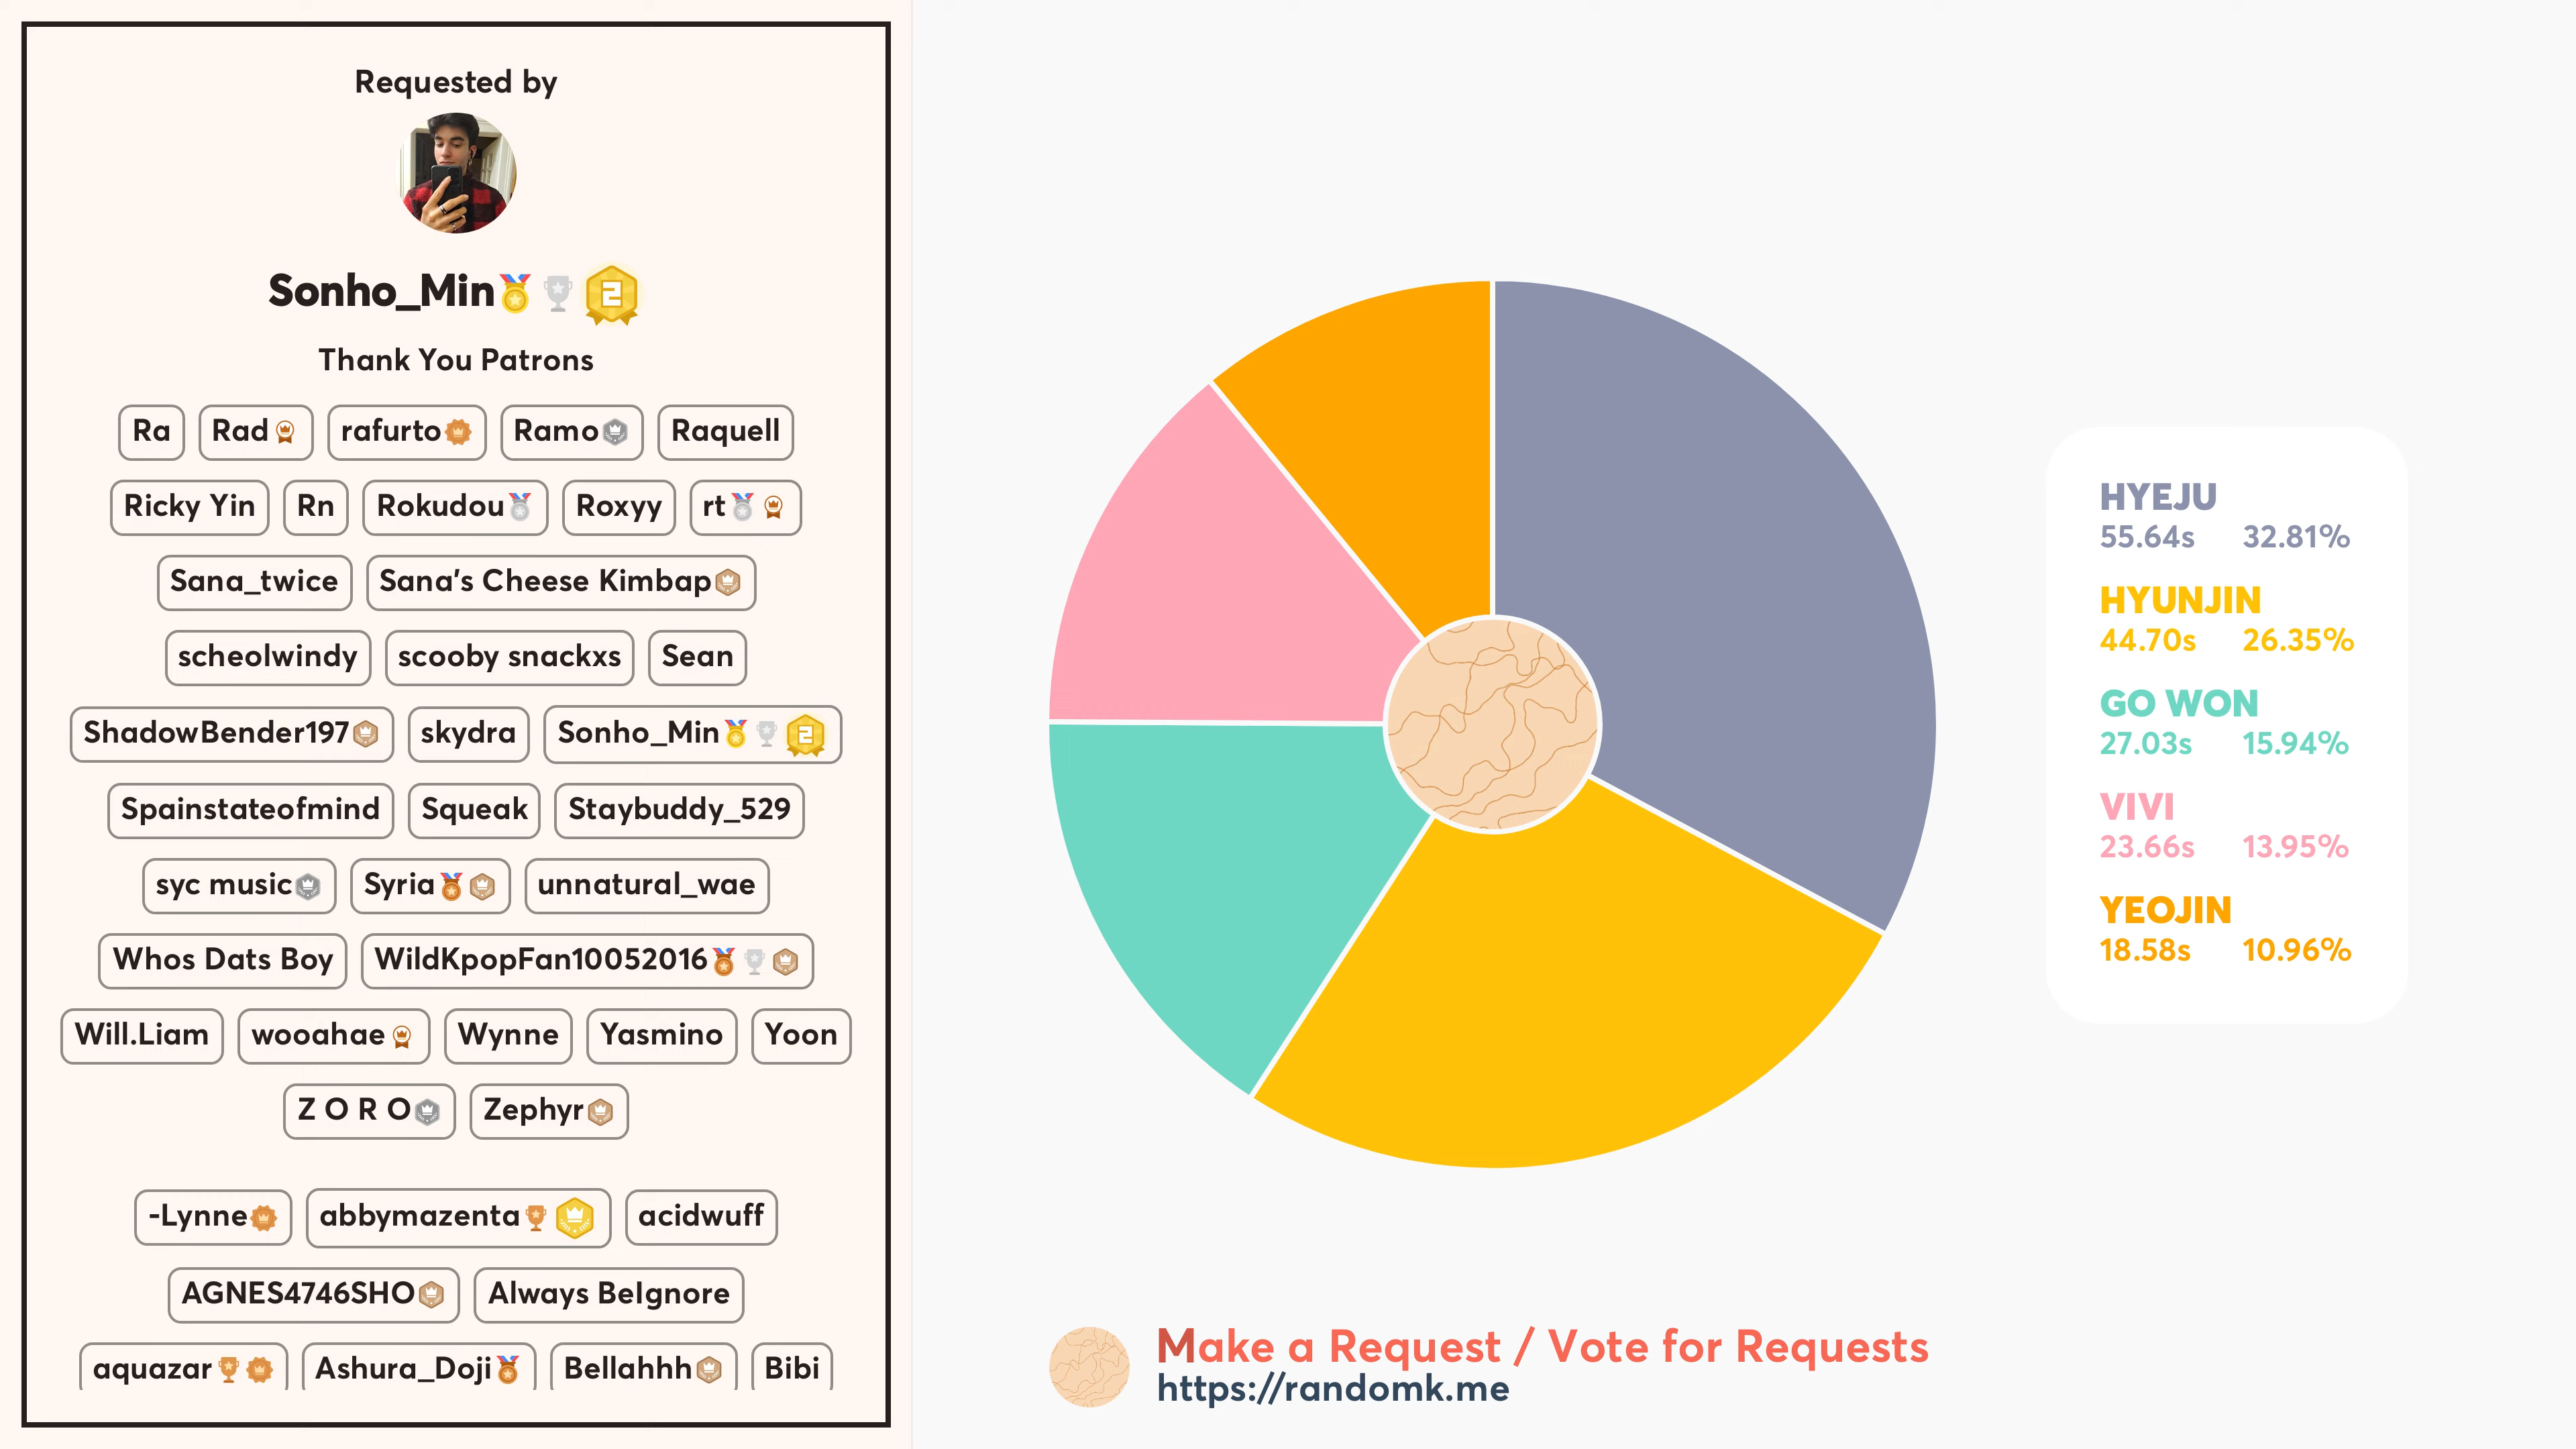 Requested by
Sonho_Min 2
Thank You Patrons
Ra Rad rafurto Ramo Raquell
Ricky Yin Rn Rokudou Roxyy rt
Sana_twice Sana's Cheese Kimbap
scheolwindy scooby snackxs Sean
ShadowBender197 skydra Sonho_Min 2
Spainstateofmind Squeak Staybuddy_529
syc music Syria unnatural_wae
Whos Dats Boy WildKpopFan10052016
Will.Liam wooahae Wynne Yasmino Yoon
Z O R O Zephyr
-Lynne abbymazenta acidwuff
AGNES4746SHO Always BeIgnore
aquazar Ashura_Doji Bellahhh Bibi
HYEJU
55.64s 32.81%
HYUNJIN
44.70s 26.35%
GO WON
27.03s 15.94%
VIVI
23.66s 13.95%
YEOJIN
18.58s 10.96%
Make a Request / Vote for Requests
https://randomk.me